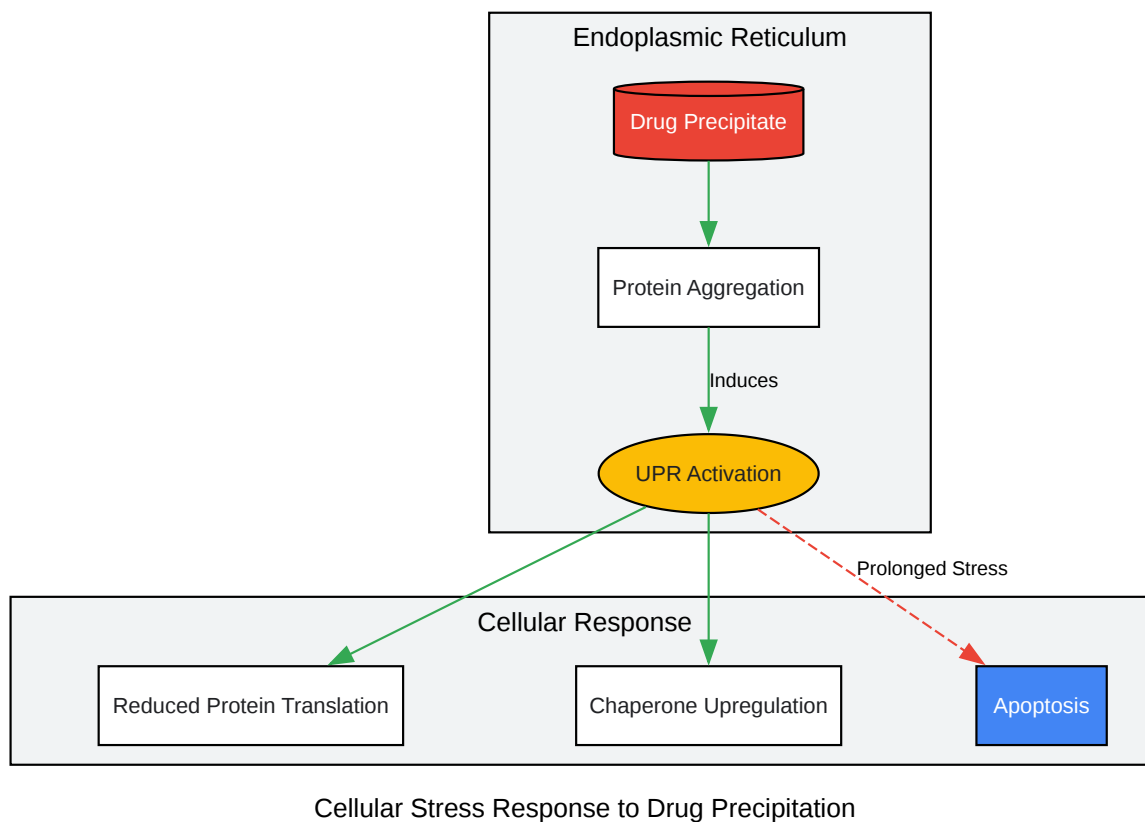 Endoplasmic Reticulum
Drug Precipitate
Protein Aggregation
Induces
UPR Activation
Prolonged Stress
Cellular Response
Reduced Protein Translation
Chaperone Upregulation
Apoptosis
Cellular Stress Response to Drug Precipitation